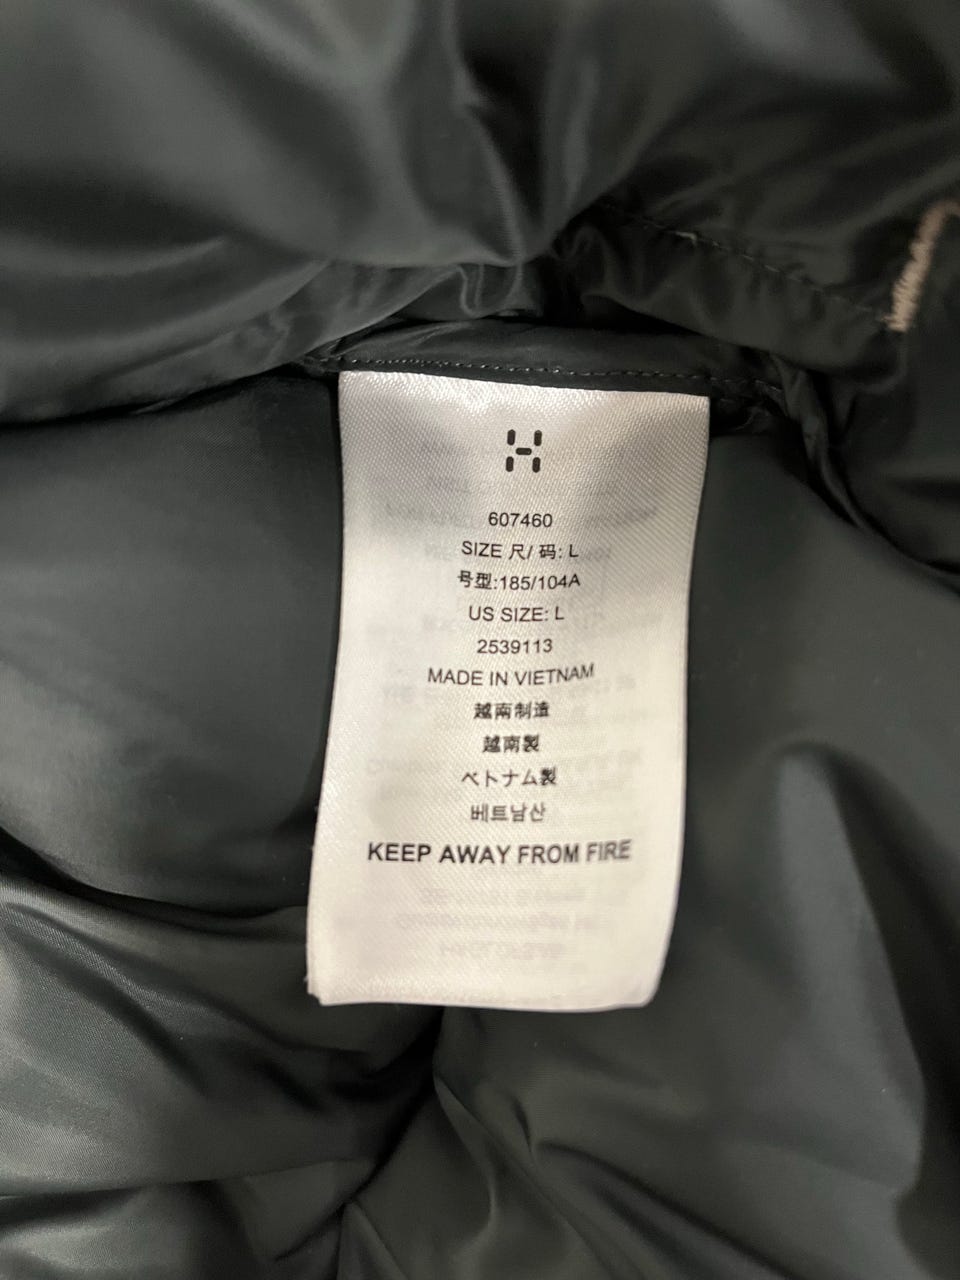 607460
SIZE 尺/ 码: L
号型:185/104A
US SIZE: L
2539113
MADE IN VIETNAM
越南制造
越南製
ベトナム製
베트남산
KEEP AWAY FROM FIRE